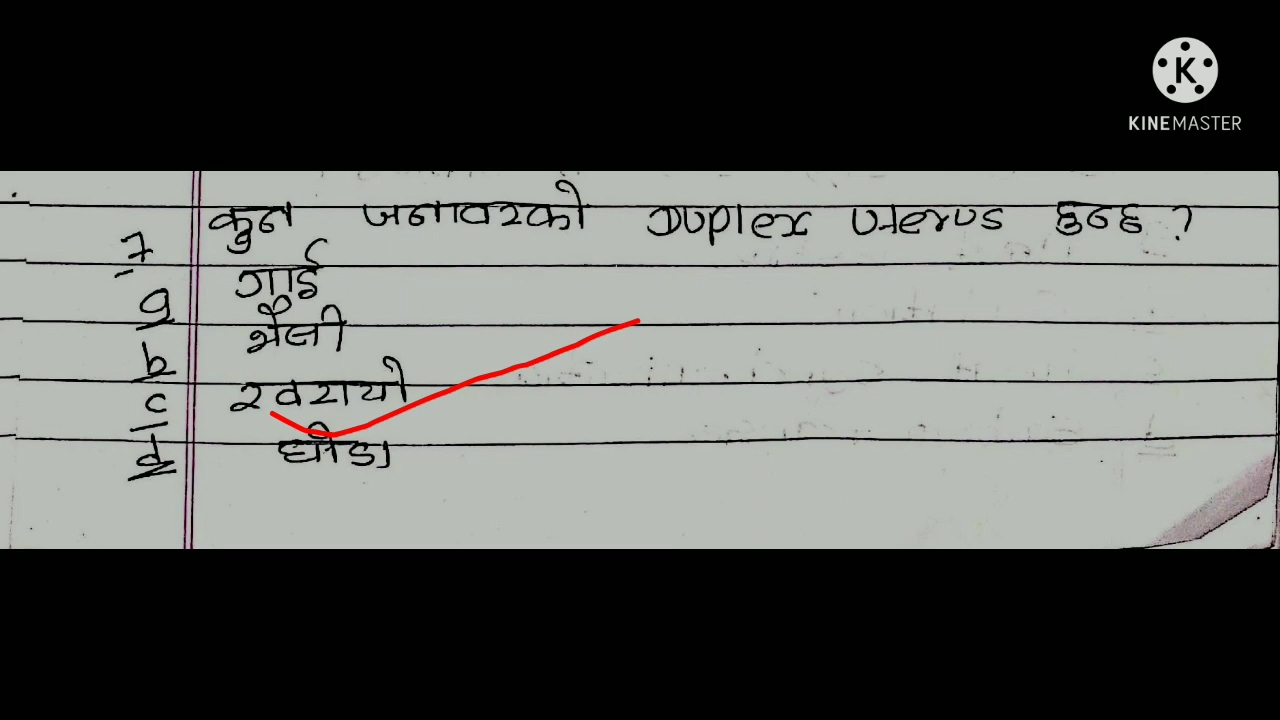 KINEMASTER
7 कुन जनावरको Duplex Uterus हुन्छ ?
a गाई
b भैंसी
c खरायो
d घोडा